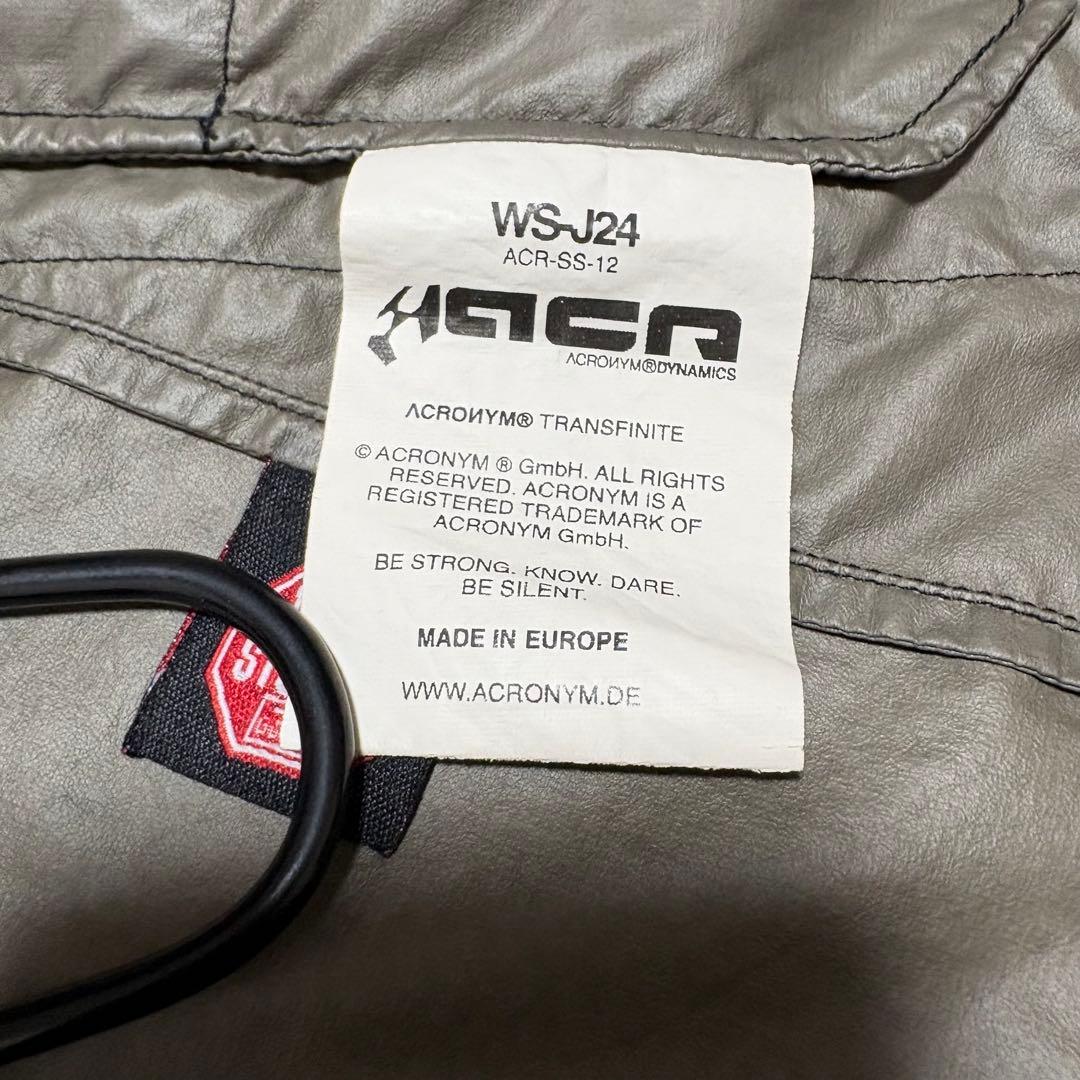 WS-J24
ACR-SS-12
ACR
ACRONYM®DYNAMICS
ACRONYM® TRANSFINITE
© ACRONYM ® GmbH. ALL RIGHTS
RESERVED. ACRONYM IS A
REGISTERED TRADEMARK OF
ACRONYM GmbH.
BE STRONG. KNOW. DARE.
BE SILENT.
MADE IN EUROPE
WWW.ACRONYM.DE